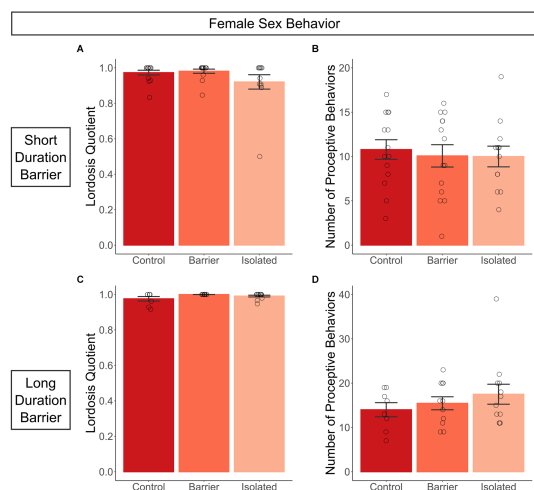 Female Sex Behavior
A
B
Short
Duration
Barrier
Lordosis Quotient
1.0
0.8
0.6
0.4
0.2
0.0
Control Barrier Isolated
Number of Proceptive Behaviors
20
15
10
5
0
Control Barrier Isolated
C
D
Long
Duration
Barrier
Lordosis Quotient
1.0
0.8
0.6
0.4
0.2
0.0
Control Barrier Isolated
Number of Proceptive Behaviors
40
30
20
10
0
Control Barrier Isolated